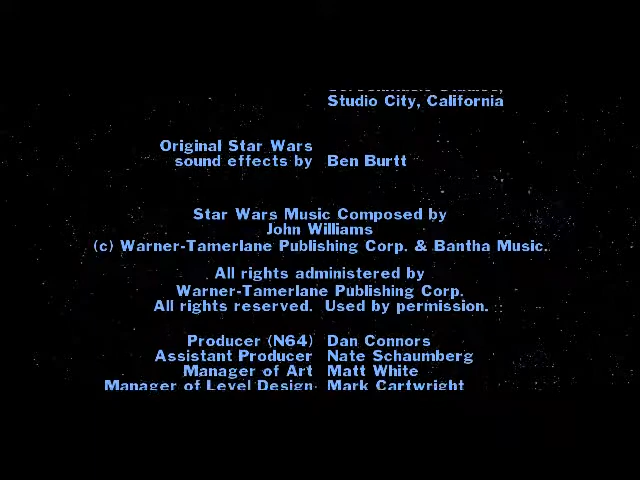 Studio City, California
Original Star Wars
sound effects by Ben Burtt
Star Wars Music Composed by
John Williams
(c) Warner-Tamerlane Publishing Corp. & Bantha Music.
All rights administered by
Warner-Tamerlane Publishing Corp.
All rights reserved. Used by permission.
Producer (N64) Dan Connors
Assistant Producer Nate Schaumberg
Manager of Art Matt White
Manager of Level Design Mark Cartwright